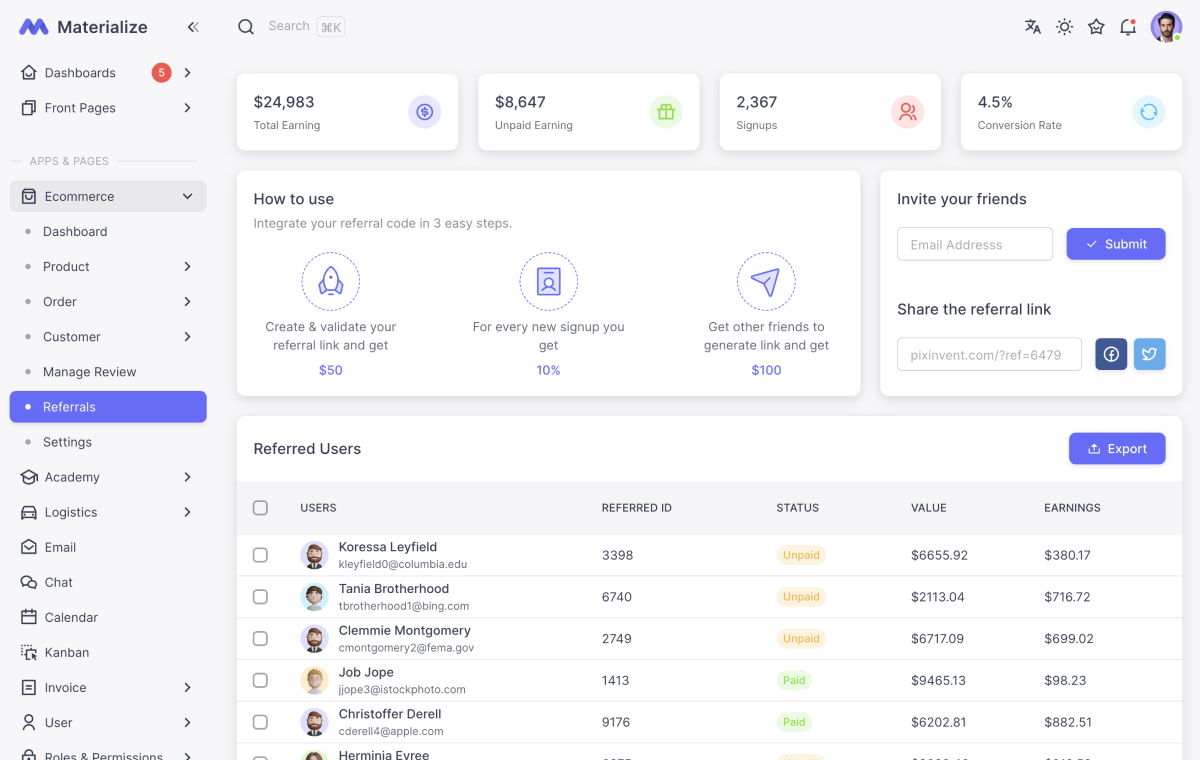 Materialize
Search ⌘K
Dashboards 5
Front Pages
APPS & PAGES
Ecommerce
Dashboard
Product
Order
Customer
Manage Review
Referrals
Settings
Academy
Logistics
Email
Chat
Calendar
Kanban
Invoice
User
Roles & Permissions
$24,983
Total Earning
$8,647
Unpaid Earning
2,367
Signups
4.5%
Conversion Rate
How to use
Integrate your referral code in 3 easy steps.
Create & validate your
referral link and get
$50
For every new signup you
get
10%
Get other friends to
generate link and get
$100
Invite your friends
Email Addresss
Submit
Share the referral link
pixinvent.com/?ref=6479
Referred Users
Export
USERS REFERRED ID STATUS VALUE EARNINGS
Koressa Leyfield
kleyfield0@columbia.edu
3398 Unpaid $6655.92 $380.17
Tania Brotherhood
tbrotherhood1@bing.com
6740 Unpaid $2113.04 $716.72
Clemmie Montgomery
cmontgomery2@fema.gov
2749 Unpaid $6717.09 $699.02
Job Jope
jjope3@istockphoto.com
1413 Paid $9465.13 $98.23
Christoffer Derell
cderell4@apple.com
9176 Paid $6202.81 $882.51
Herminia Eyree